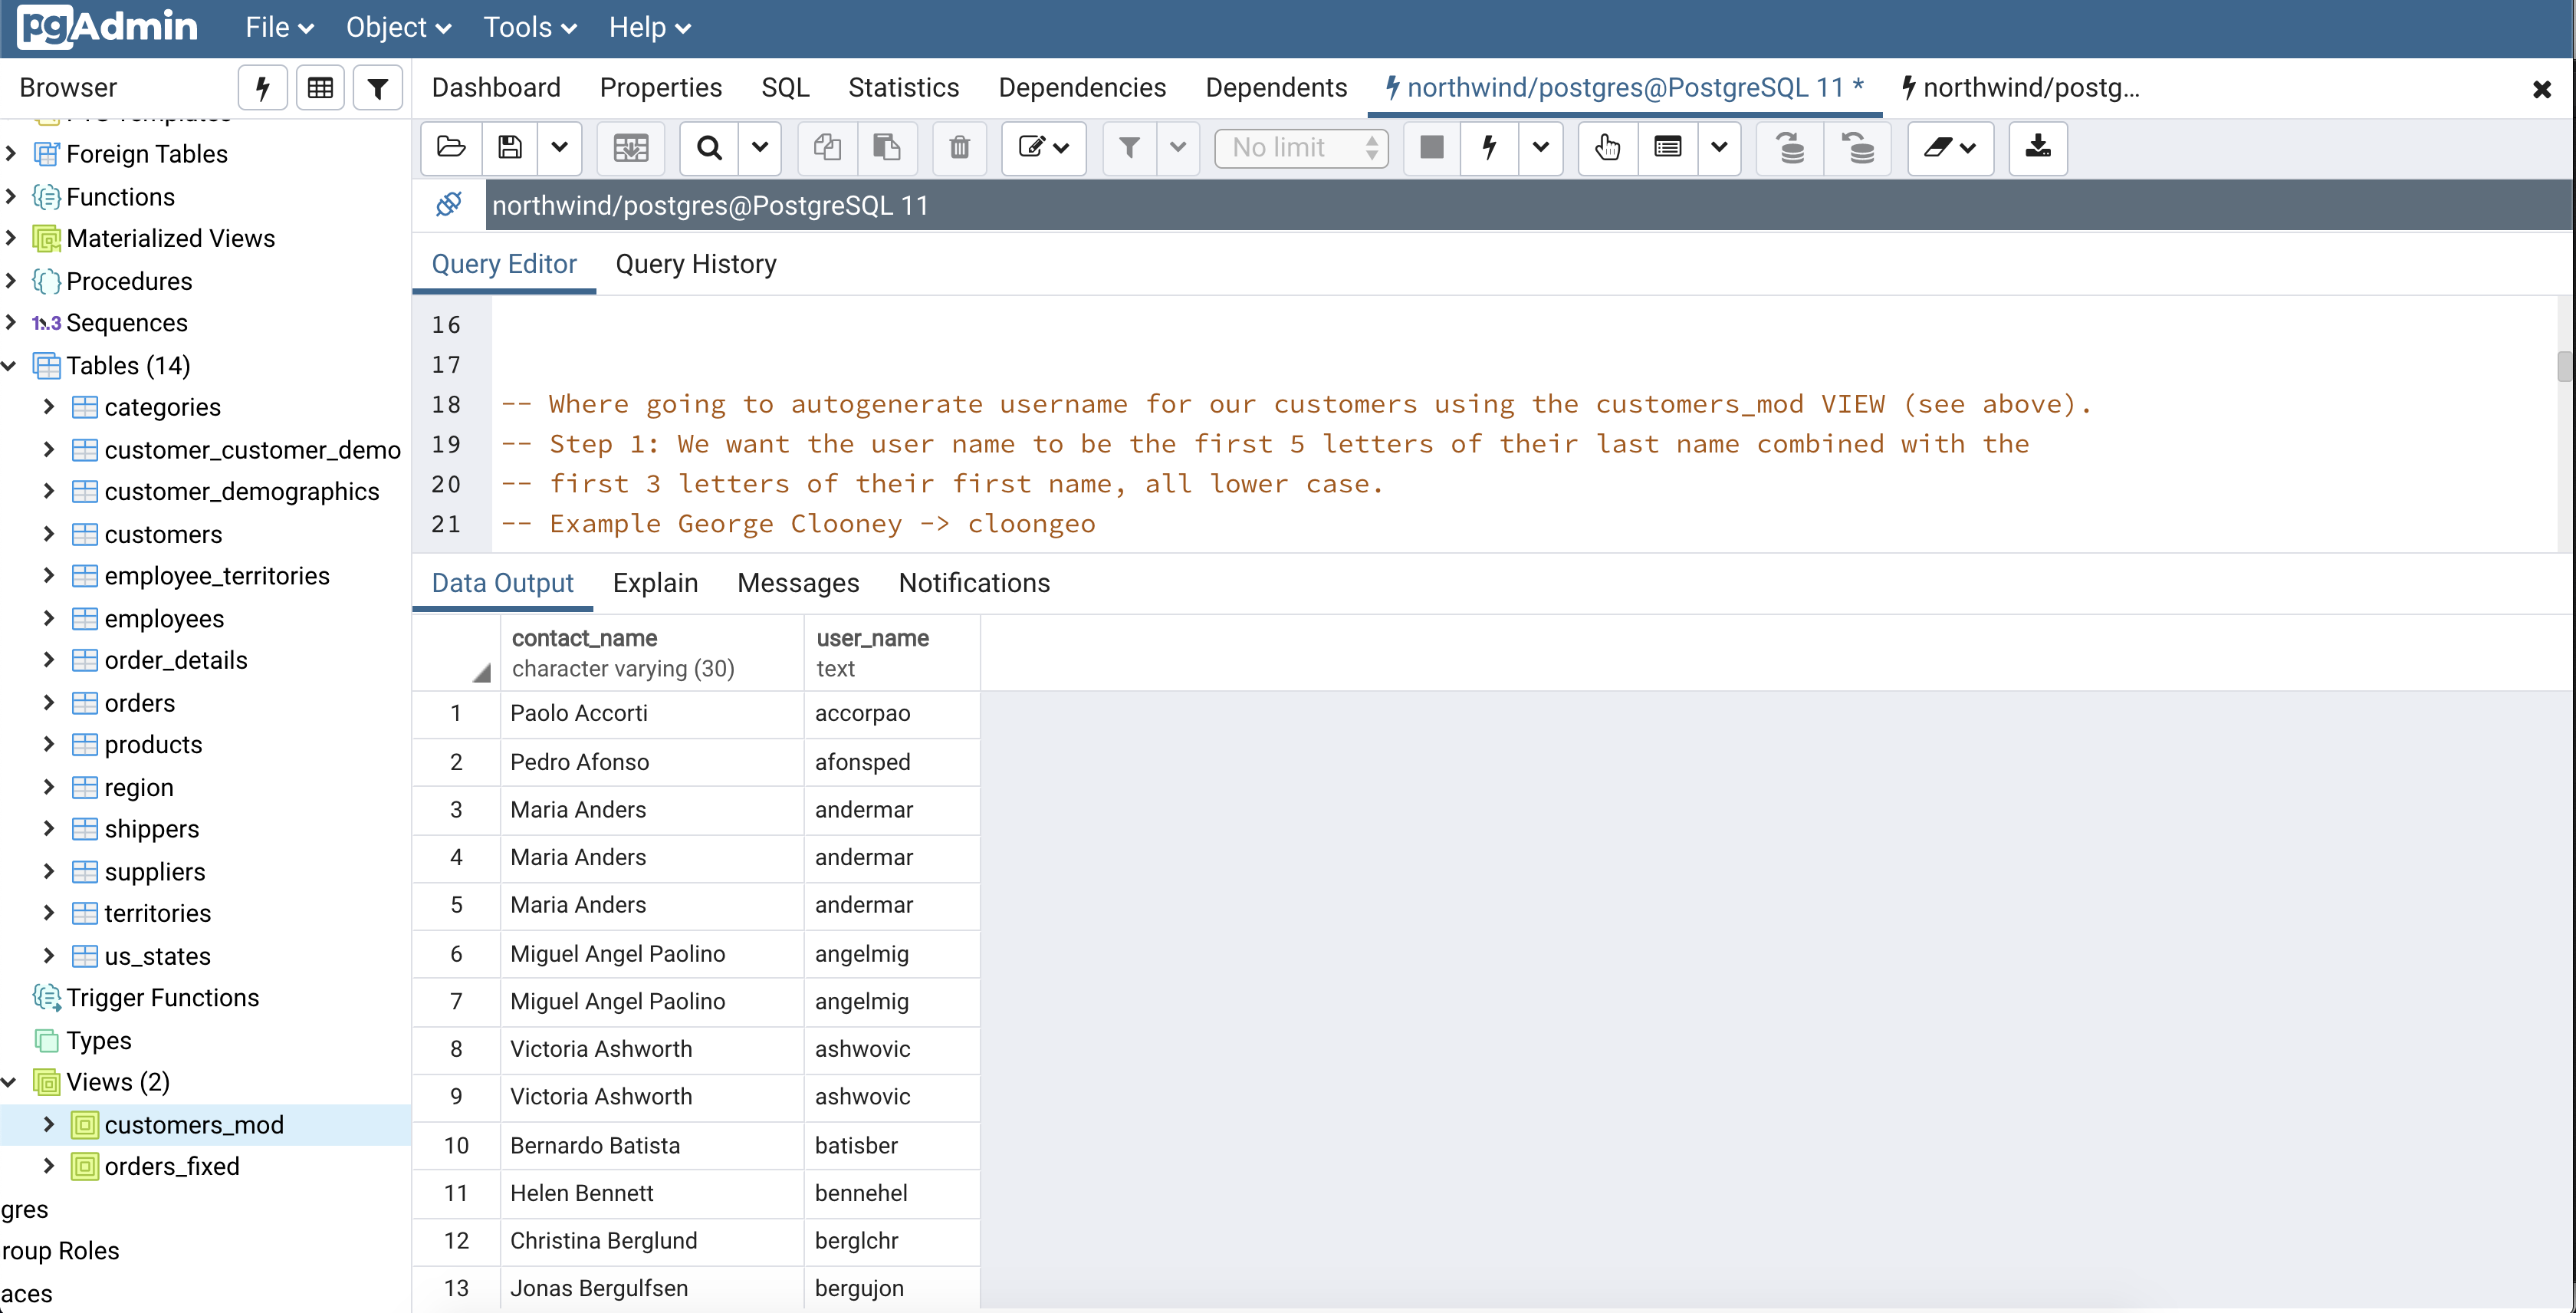 pgAdmin File Object Tools Help
Browser
Dashboard Properties SQL Statistics Dependencies Dependents northwind/postgres@PostgreSQL 11 * northwind/postg...
No limit
northwind/postgres@PostgreSQL 11
Foreign Tables
Functions
Materialized Views
Procedures
1..3 Sequences
Tables (14)
categories
customer_customer_demo
customer_demographics
customers
employee_territories
employees
order_details
orders
products
region
shippers
suppliers
territories
us_states
Trigger Functions
Types
Views (2)
customers_mod
orders_fixed
gres
roup Roles
aces
Query Editor Query History
16
17
18 -- Where going to autogenerate username for our customers using the customers_mod VIEW (see above).
19 -- Step 1: We want the user name to be the first 5 letters of their last name combined with the
20 -- first 3 letters of their first name, all lower case.
21 -- Example George Clooney -> cloongeo
Data Output Explain Messages Notifications
contact_name user_name
character varying (30) text
1 Paolo Accorti accorpao
2 Pedro Afonso afonsped
3 Maria Anders andermar
4 Maria Anders andermar
5 Maria Anders andermar
6 Miguel Angel Paolino angelmig
7 Miguel Angel Paolino angelmig
8 Victoria Ashworth ashwovic
9 Victoria Ashworth ashwovic
10 Bernardo Batista batisber
11 Helen Bennett bennehel
12 Christina Berglund berglchr
13 Jonas Bergulfsen bergujon